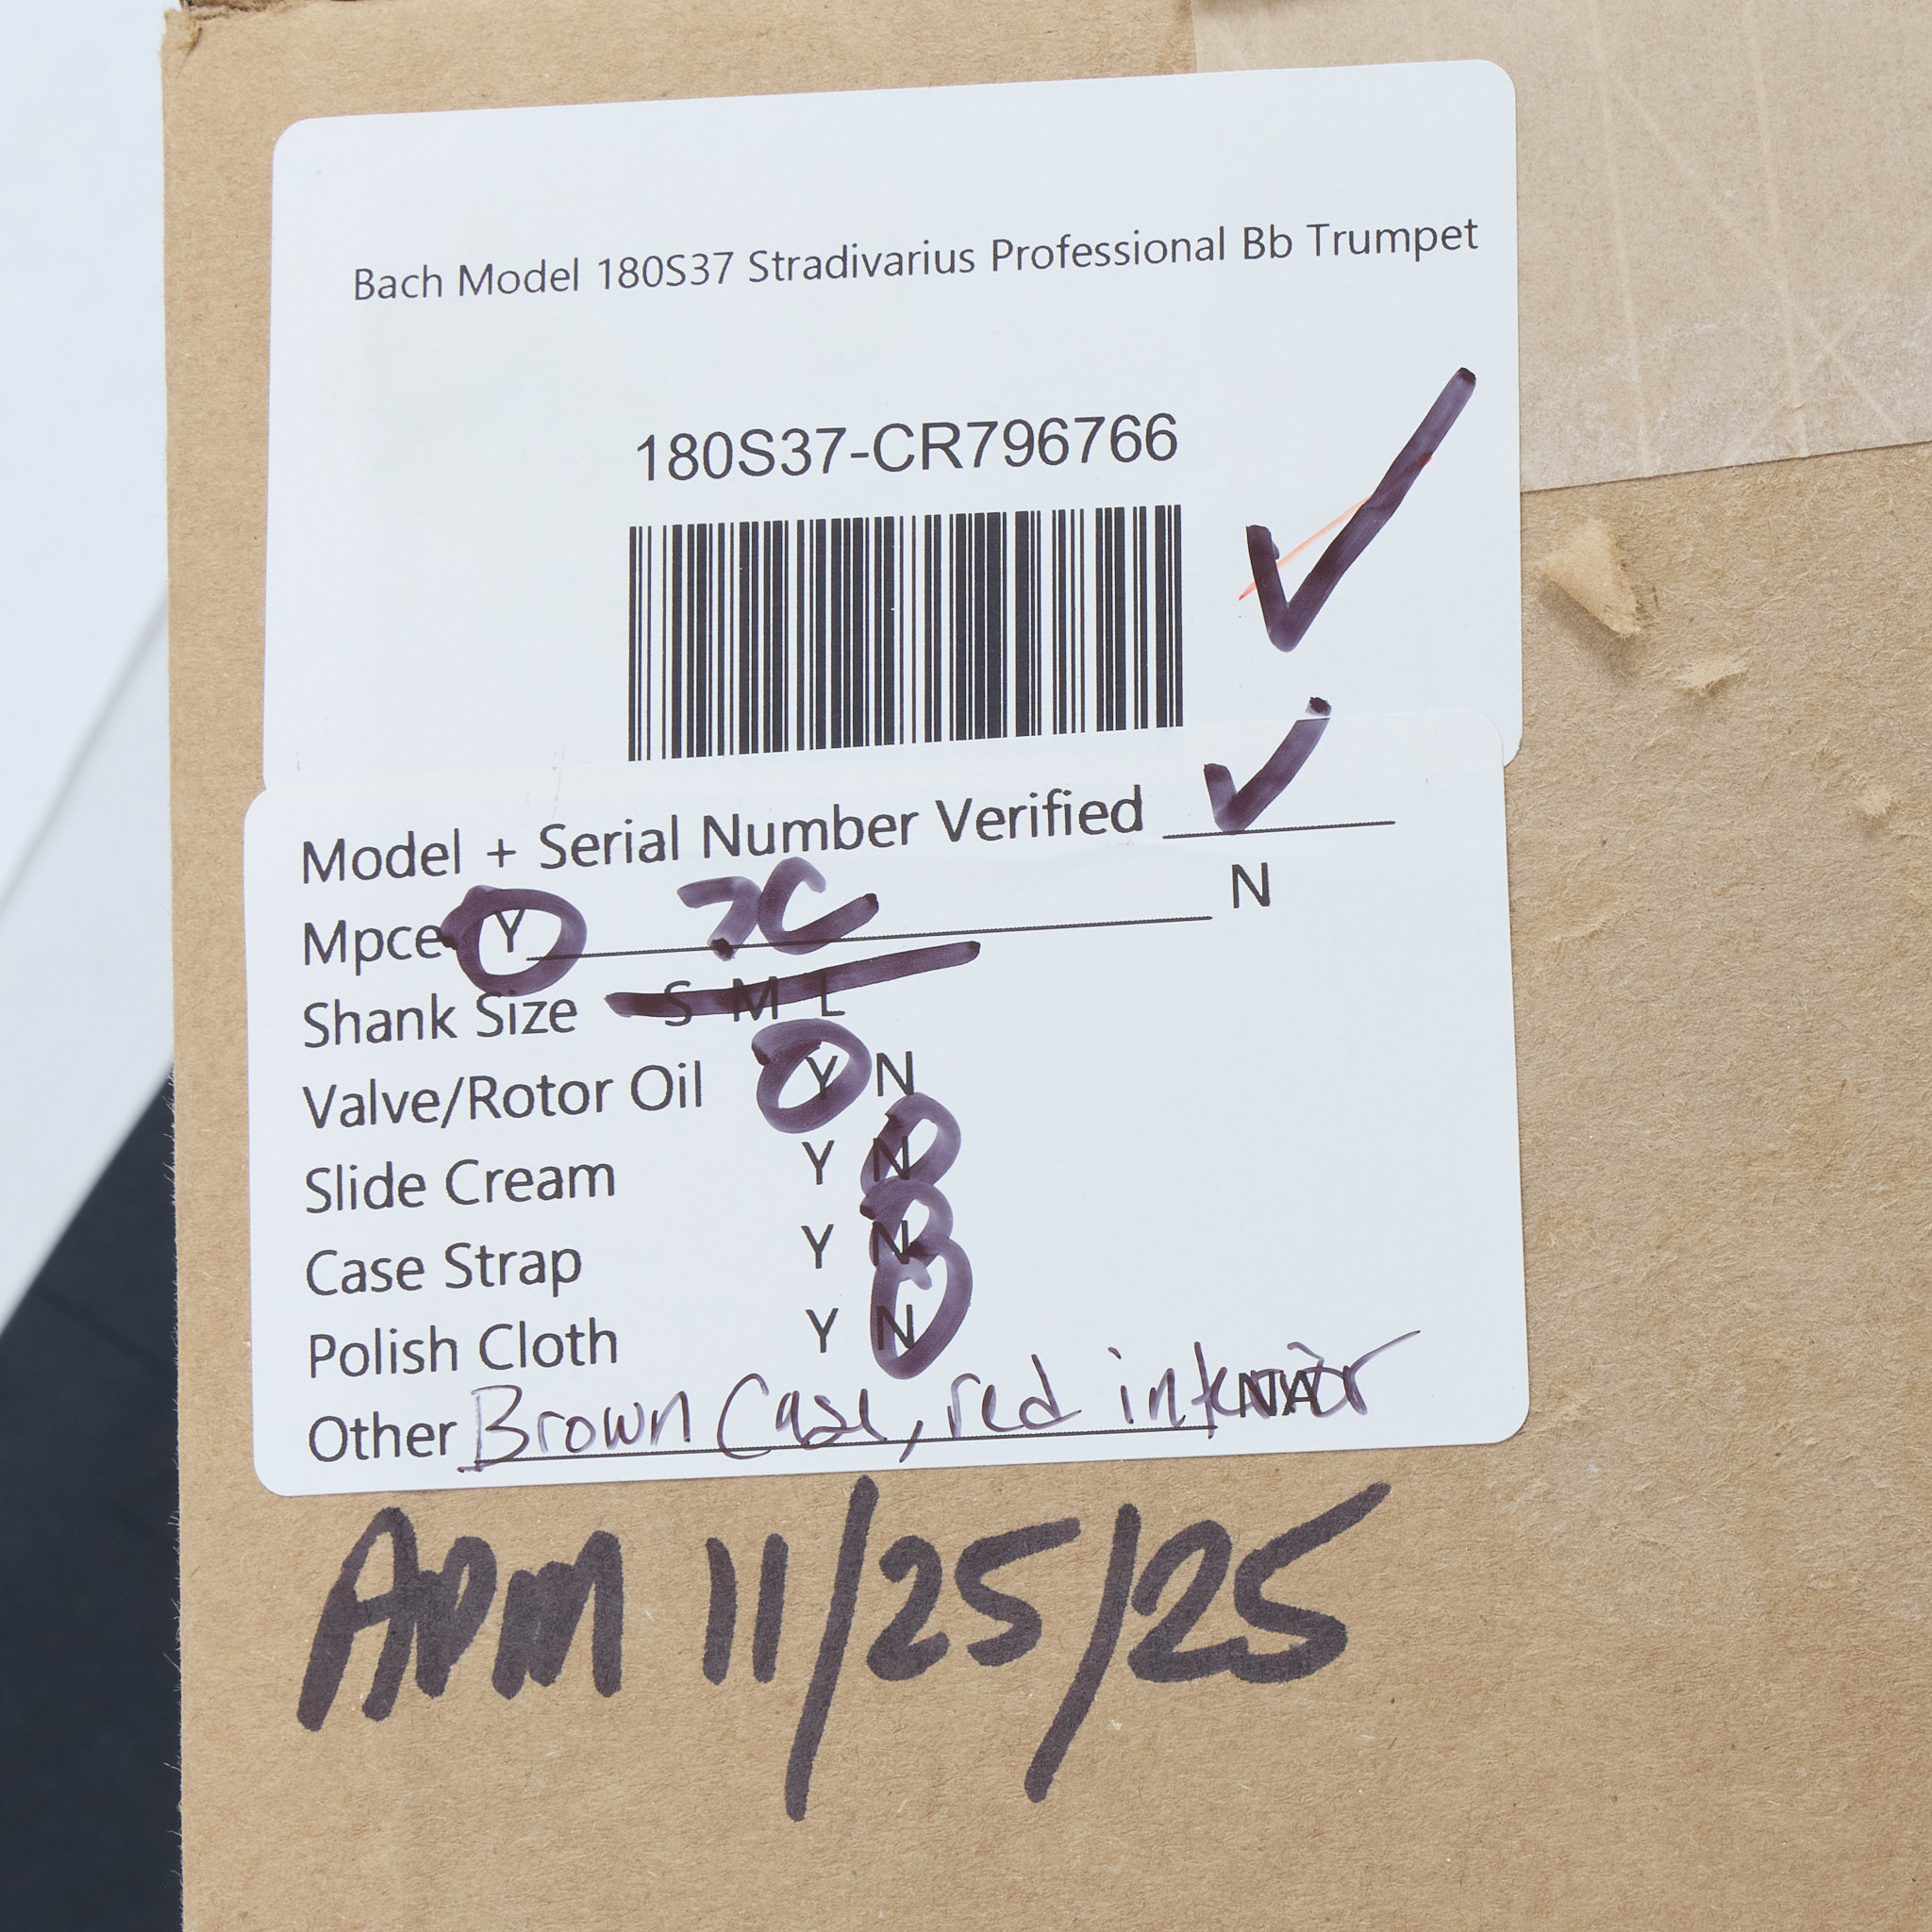 Bach Model 180S37 Stradivarius Professional Bb Trumpet
180S37-CR796766
Model + Serial Number Verified ✓
Mpce Y 7C N
Shank Size S M L
Valve/Rotor Oil Y N
Slide Cream Y N
Case Strap Y N
Polish Cloth Y N
Other Brown Case, red interior NA
ADM 11/25/25